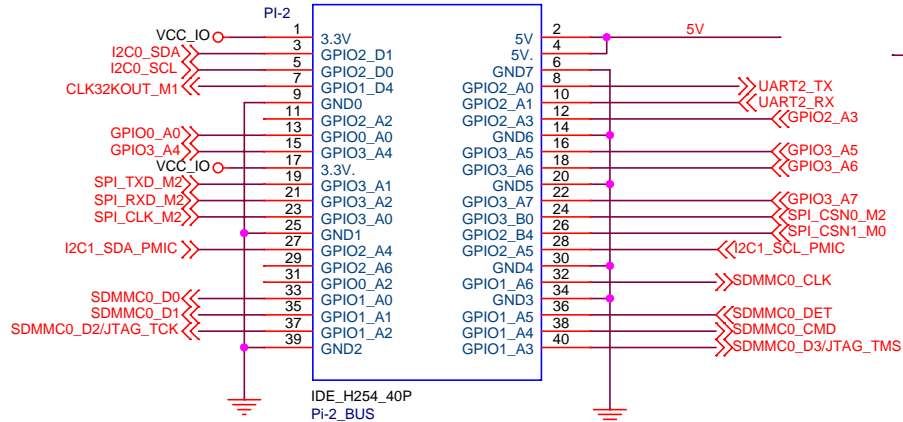 PI-2
VCC_IO 1 3.3V 5V 2 5V
I2C0_SDA 3 GPIO2_D1 5V. 4
I2C0_SCL 5 GPIO2_D0 GND7 6
CLK32KOUT_M1 7 GPIO1_D4 GPIO2_A0 8 UART2_TX
9 GND0 GPIO2_A1 10 UART2_RX
11 GPIO2_A2 GPIO2_A3 12 GPIO2_A3
GPIO0_A0 13 GPIO0_A0 GND6 14
GPIO3_A4 15 GPIO3_A4 GPIO3_A5 16 GPIO3_A5
VCC_IO 17 3.3V. GPIO3_A6 18 GPIO3_A6
SPI_TXD_M2 19 GPIO3_A1 GND5 20
SPI_RXD_M2 21 GPIO3_A2 GPIO3_A7 22 GPIO3_A7
SPI_CLK_M2 23 GPIO3_A0 GPIO3_B0 24 SPI_CSN0_M2
25 GND1 GPIO2_B4 26 SPI_CSN1_M0
I2C1_SDA_PMIC 27 GPIO2_A4 GPIO2_A5 28 I2C1_SCL_PMIC
29 GPIO2_A6 GND4 30
31 GPIO0_A2 GPIO1_A6 32 SDMMC0_CLK
SDMMC0_D0 33 GPIO1_A0 GND3 34
SDMMC0_D1 35 GPIO1_A1 GPIO1_A5 36 SDMMC0_DET
SDMMC0_D2/JTAG_TCK 37 GPIO1_A2 GPIO1_A4 38 SDMMC0_CMD
39 GND2 GPIO1_A3 40 SDMMC0_D3/JTAG_TMS
IDE_H254_40P
Pi-2_BUS